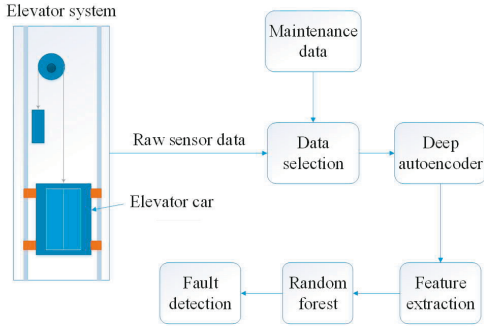 Elevator system
Maintenance
data
Raw sensor data
Data
selection
Deep
autoencoder
Elevator car
Fault
detection
Random
forest
Feature
extraction